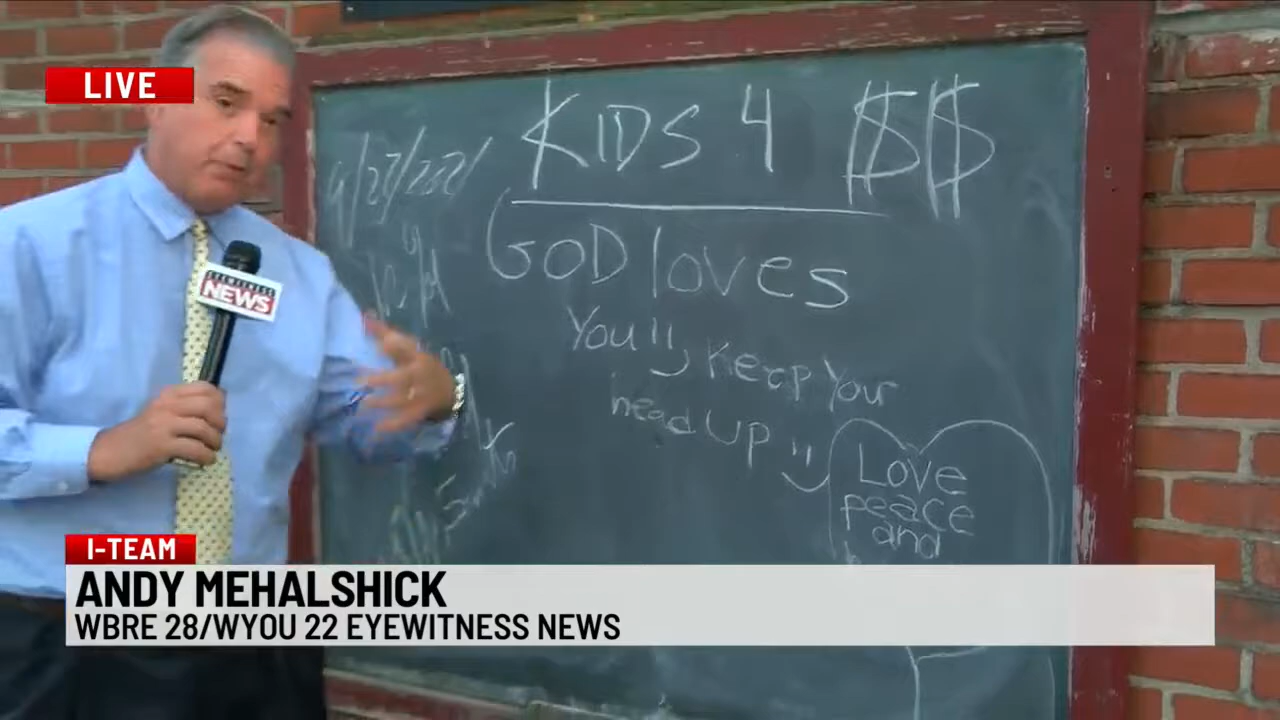 LIVE
KIDS 4 $$
GOD loves
You
Keep Your
head UP
Love
peace
and
EYEWITNESS
NEWS
I-TEAM
ANDY MEHALSHICK
WBRE 28/WYOU 22 EYEWITNESS NEWS